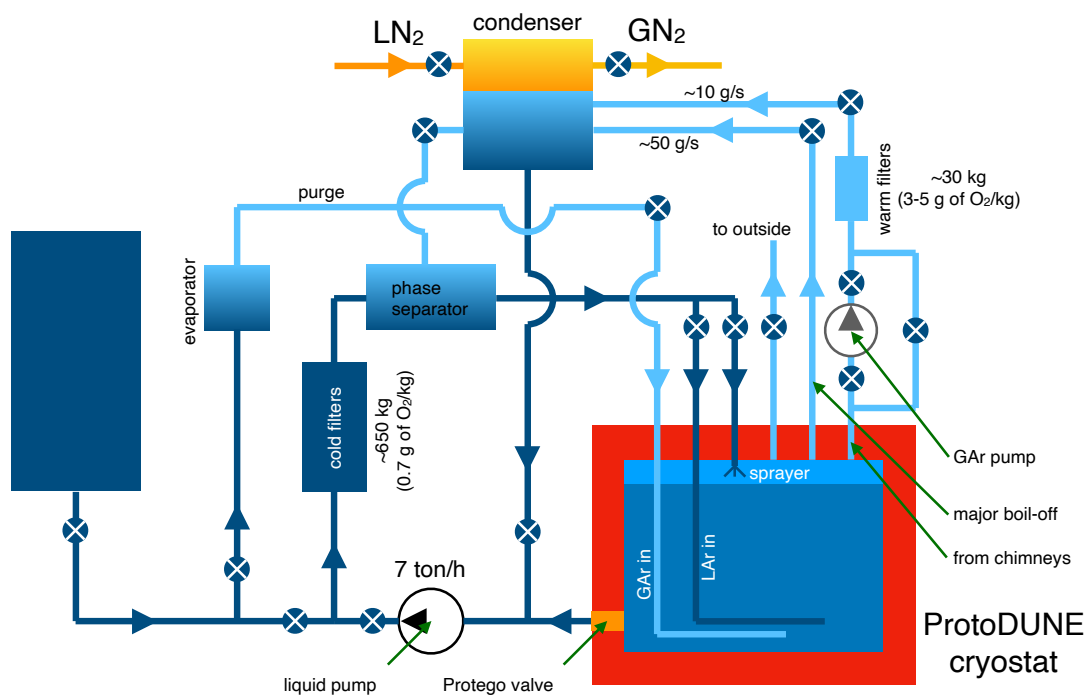 condenser
LN₂
GN₂
~10 g/s
~50 g/s
warm filters
~30 kg
(3-5 g of O₂/kg)
purge
to outside
evaporator
phase
separator
cold filters
~650 kg
(0.7 g of O₂/kg)
sprayer
GAr in
LAr in
GAr pump
major boil-off
from chimneys
7 ton/h
liquid pump
Protego valve
ProtoDUNE
cryostat